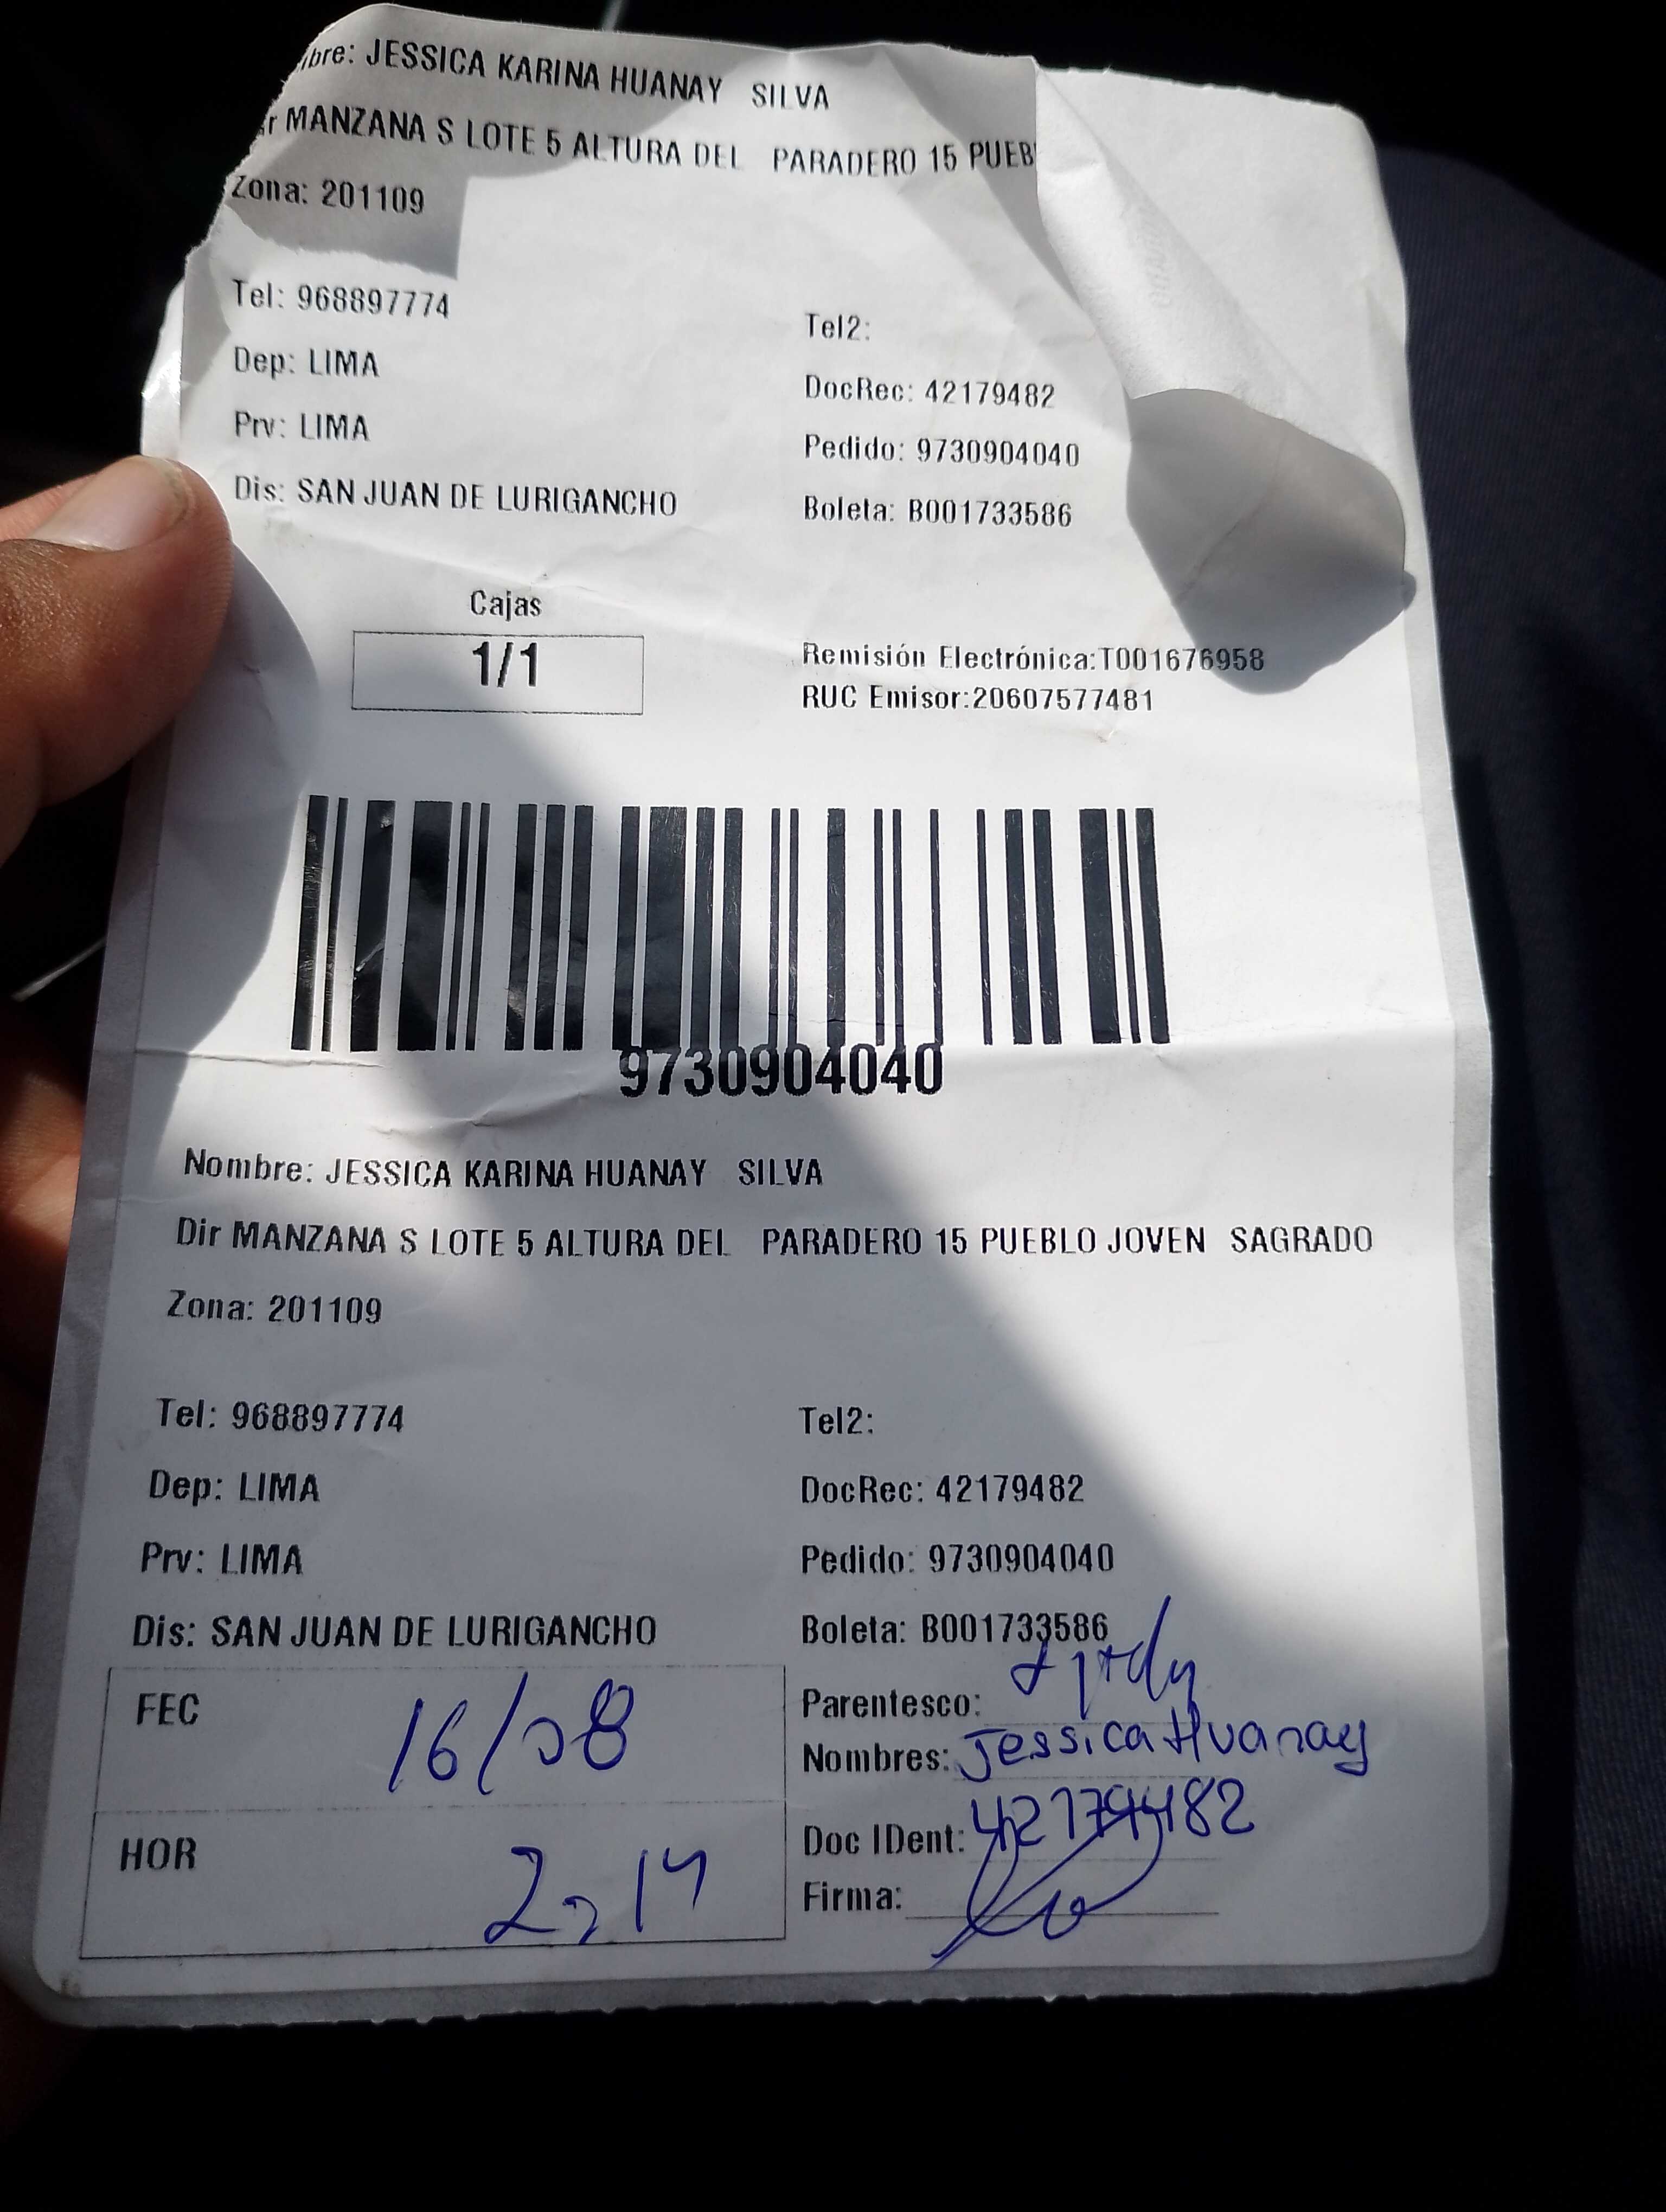 bre: JESSICA KARINA HUANAY SILVA
r MANZANA S LOTE 5 ALTURA DEL PARADERO 15 PUEB
Zona: 201109
Tel: 968897774
Tel2:
Dep: LIMA
DocRec: 42179482
Prv: LIMA
Pedido: 9730904040
Dis: SAN JUAN DE LURIGANCHO
Boleta: B001733586
Cajas
1/1
Remisión Electrónica:T001676958
RUC Emisor:20607577481
9730904040
Nombre: JESSICA KARINA HUANAY SILVA
Dir MANZANA S LOTE 5 ALTURA DEL PARADERO 15 PUEBLO JOVEN SAGRADO
Zona: 201109
Tel: 968897774
Tel2:
Dep: LIMA
DocRec: 42179482
Prv: LIMA
Pedido: 9730904040
Dis: SAN JUAN DE LURIGANCHO
Boleta: B001733586
FEC 16/08
Parentesco:
Nombres: Jessica Huanay
HOR 2,14
Doc IDent: 42179482
Firma: